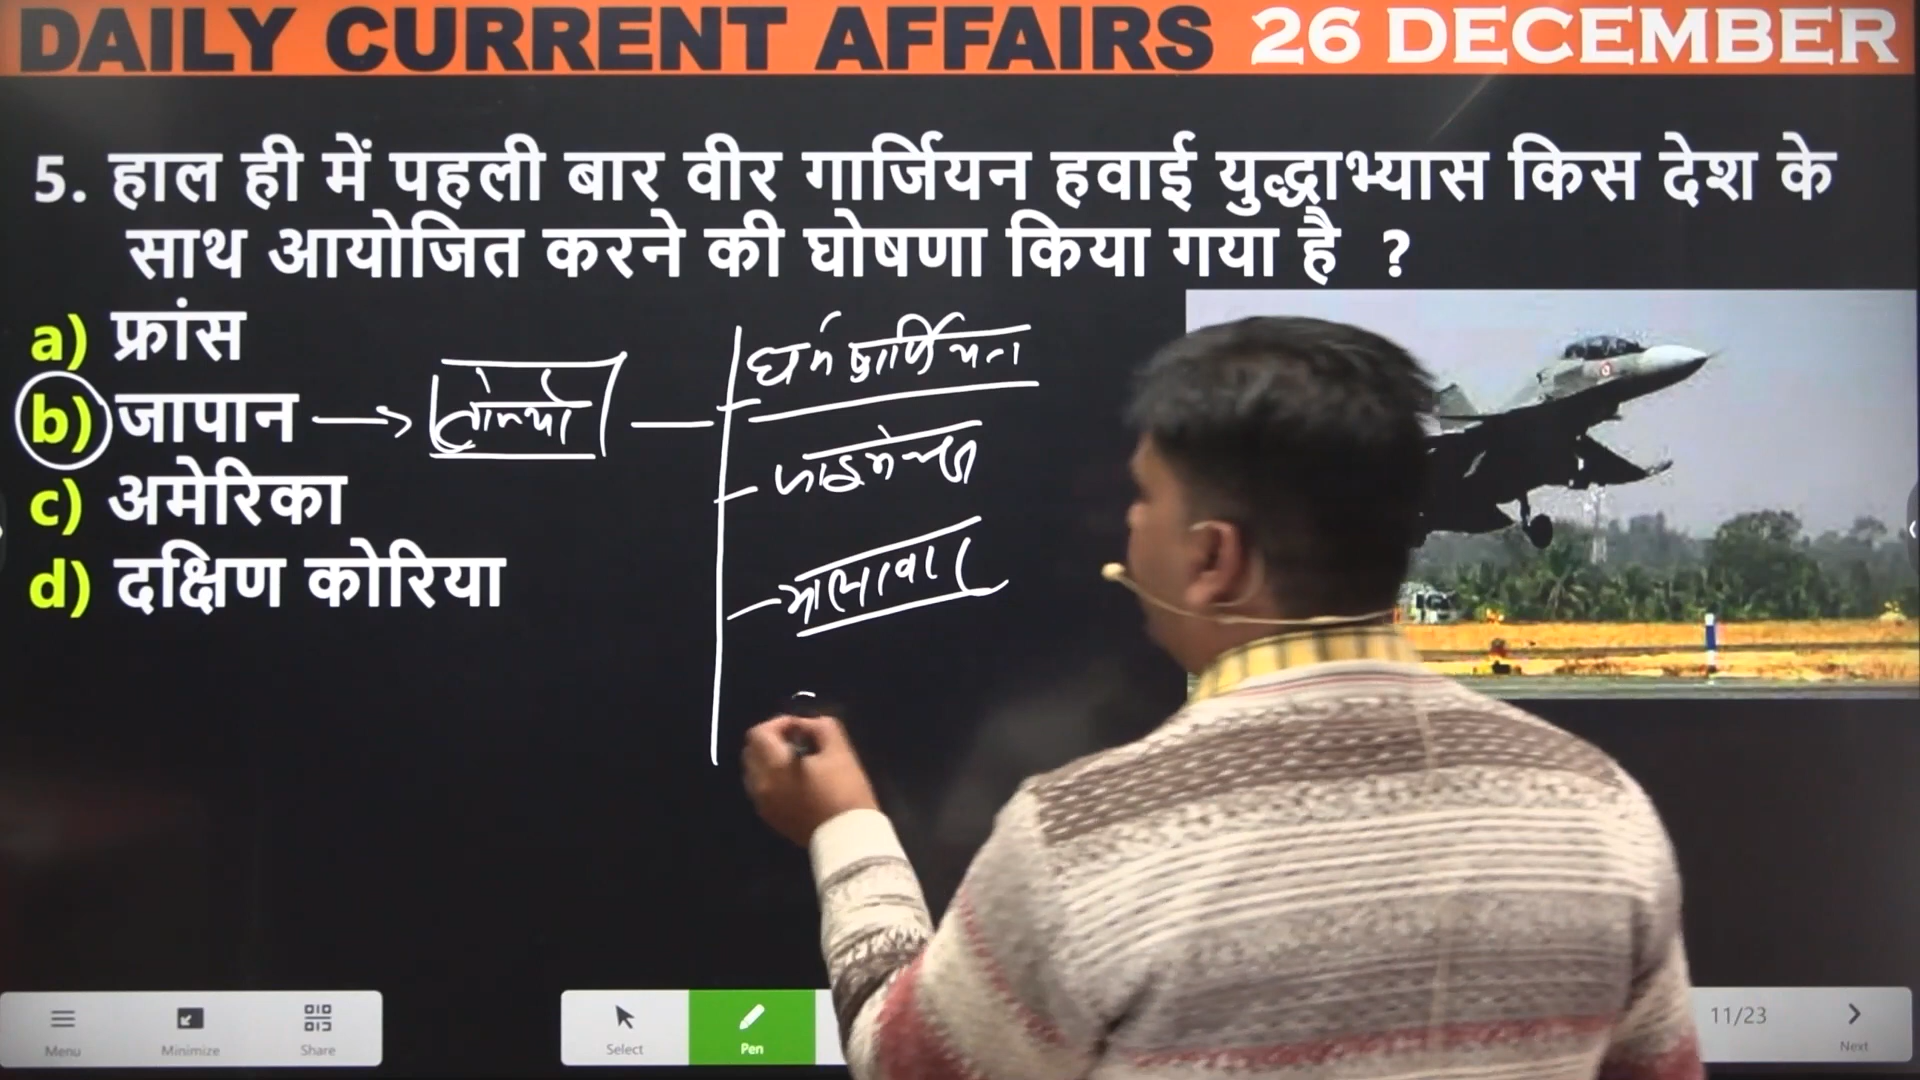 DAILY CURRENT AFFAIRS 26 DECEMBER
5. हाल ही में पहली बार वीर गार्जियन हवाई युद्धाभ्यास किस देश के
साथ आयोजित करने की घोषणा किया गया है ?
a) फ्रांस
b) जापान
c) अमेरिका
d) दक्षिण कोरिया
धर्म
मालाबार
Menu
Minimize
Share
Select
Pen
11/23
Next